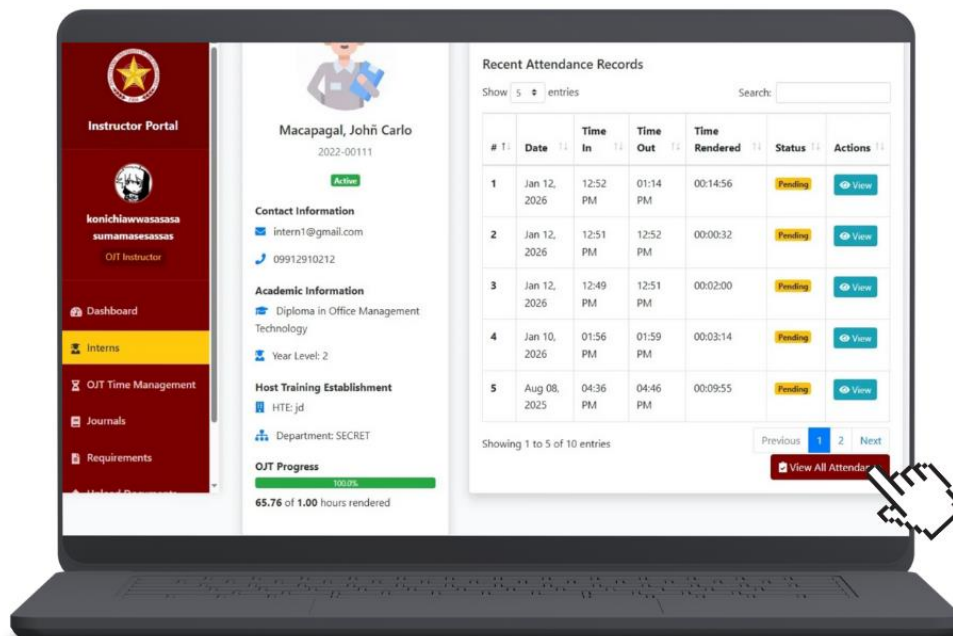 Instructor Portal
konichiawwasasasa
sumamasesassas
OJT Instructor
Dashboard
Interns
OJT Time Management
Journals
Requirements
Upload Documents
Macapagal, Johñ Carlo
2022-00111
Active
Contact Information
intern1@gmail.com
09912910212
Academic Information
Diploma in Office Management
Technology
Year Level: 2
Host Training Establishment
HTE: jd
Department: SECRET
OJT Progress
100.0%
65.76 of 1.00 hours rendered
Recent Attendance Records
Show 5 entries Search:
# Date Time In Time Out Time Rendered Status Actions
1 Jan 12, 2026 12:52 PM 01:14 PM 00:14:56 Pending View
2 Jan 12, 2026 12:51 PM 12:52 PM 00:00:32 Pending View
3 Jan 12, 2026 12:49 PM 12:51 PM 00:02:00 Pending View
4 Jan 10, 2026 01:56 PM 01:59 PM 00:03:14 Pending View
5 Aug 08, 2025 04:36 PM 04:46 PM 00:09:55 Pending View
Showing 1 to 5 of 10 entries
Previous 1 2 Next
View All Attendance